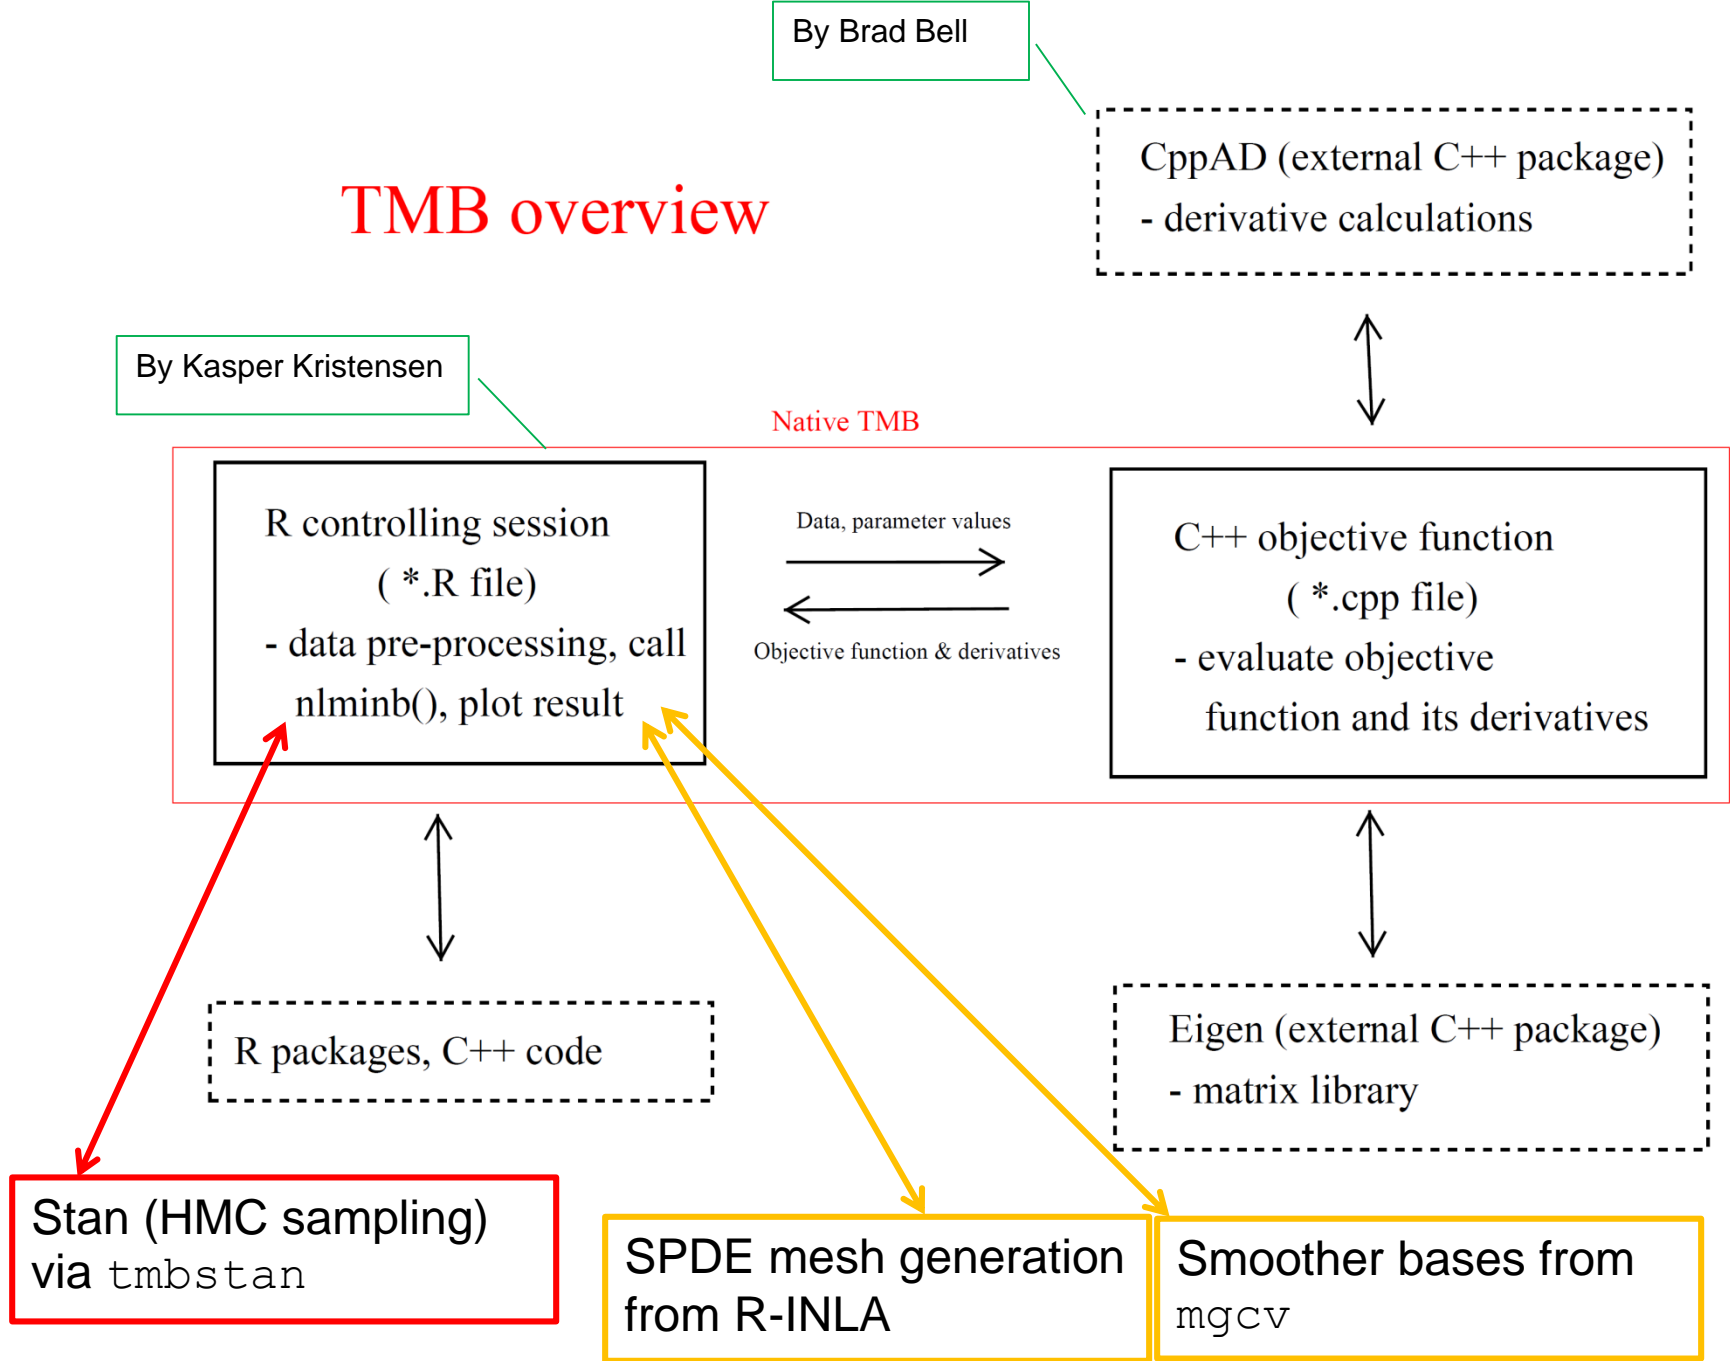 By Brad Bell
CppAD (external C++ package)
- derivative calculations
TMB overview
By Kasper Kristensen
Native TMB
R controlling session
( *.R file)
- data pre-processing, call
nlminb(), plot result
Data, parameter values
Objective function & derivatives
C++ objective function
( *.cpp file)
- evaluate objective
function and its derivatives
R packages, C++ code
Eigen (external C++ package)
- matrix library
Stan (HMC sampling)
via tmbstan
SPDE mesh generation
from R-INLA
Smoother bases from
mgcv